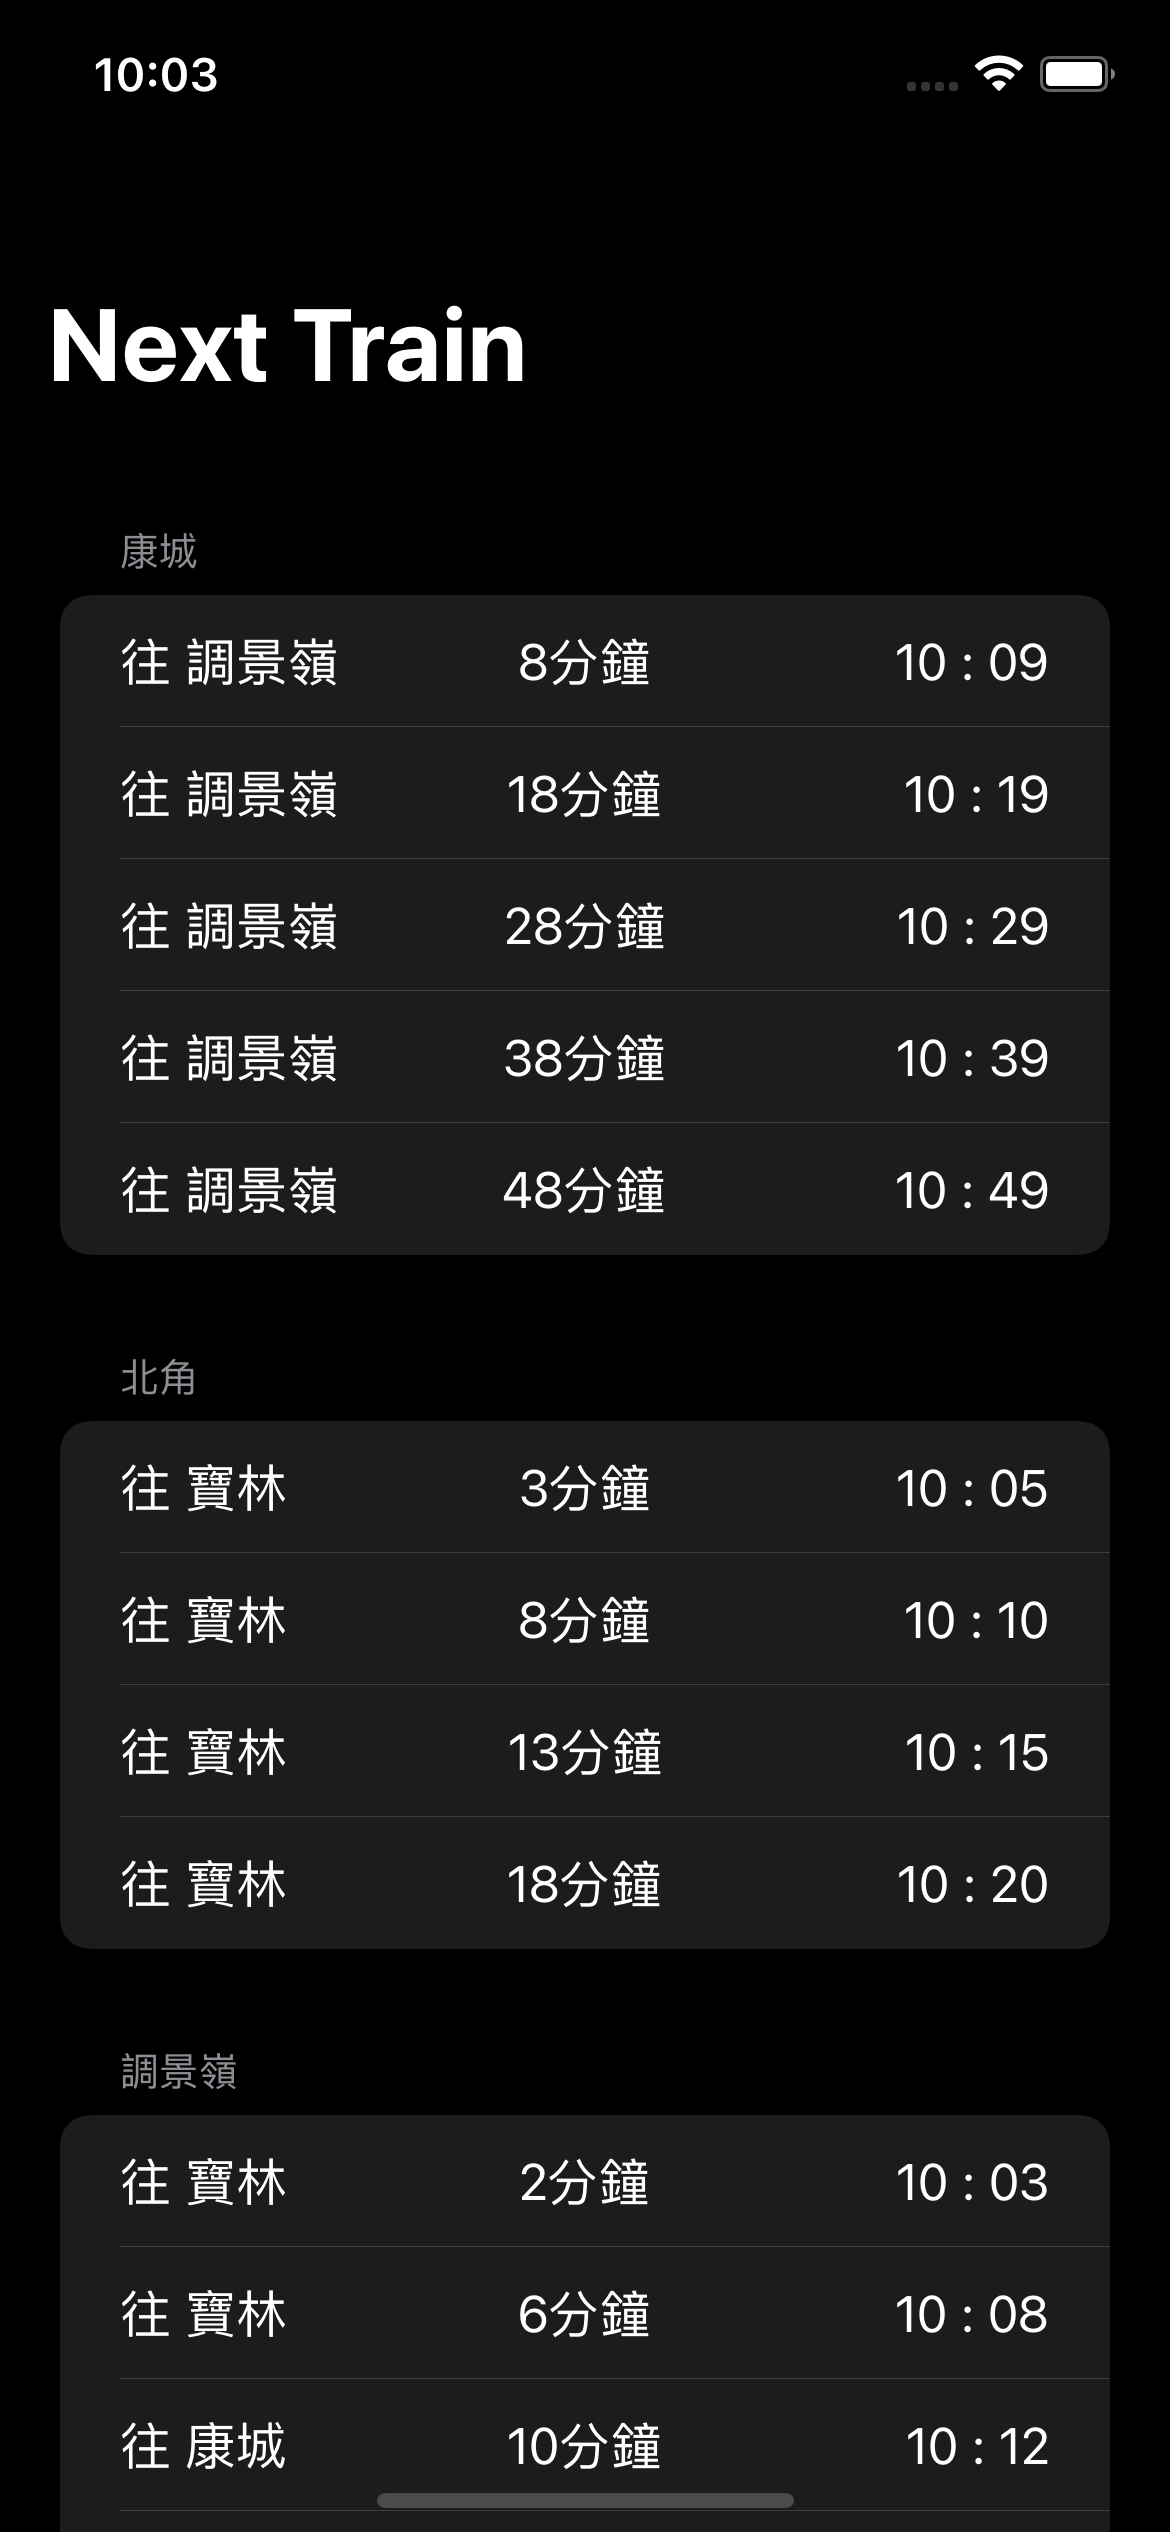 10:03
Next Train
康城
往 調景嶺 8分鐘 10 : 09
往 調景嶺 18分鐘 10 : 19
往 調景嶺 28分鐘 10 : 29
往 調景嶺 38分鐘 10 : 39
往 調景嶺 48分鐘 10 : 49
北角
往 寶林 3分鐘 10 : 05
往 寶林 8分鐘 10 : 10
往 寶林 13分鐘 10 : 15
往 寶林 18分鐘 10 : 20
調景嶺
往 寶林 2分鐘 10 : 03
往 寶林 6分鐘 10 : 08
往 康城 10分鐘 10 : 12